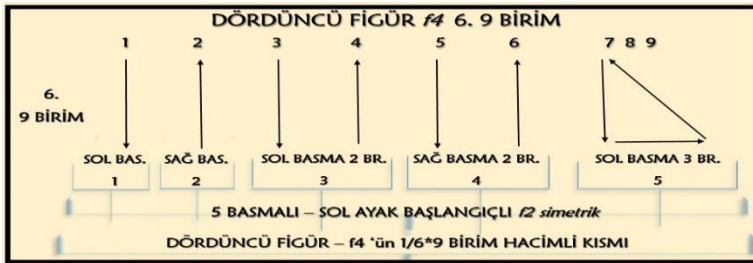 DÖRDÜNCÜ FİGÜR f4 6. 9 BİRİM
1 2 3 4 5 6 7 8 9
6.
9 BİRİM
SOL BAS. SAĞ BAS. SOL BASMA 2 BR. SAĞ BASMA 2 BR. SOL BASMA 3 BR.
1 2 3 4 5
5 BASMALI – SOL AYAK BAŞLANGIÇLI f2 simetrik
DÖRDÜNCÜ FİGÜR – f4 'ün 1/6*9 BİRİM HACİMLİ KISMI